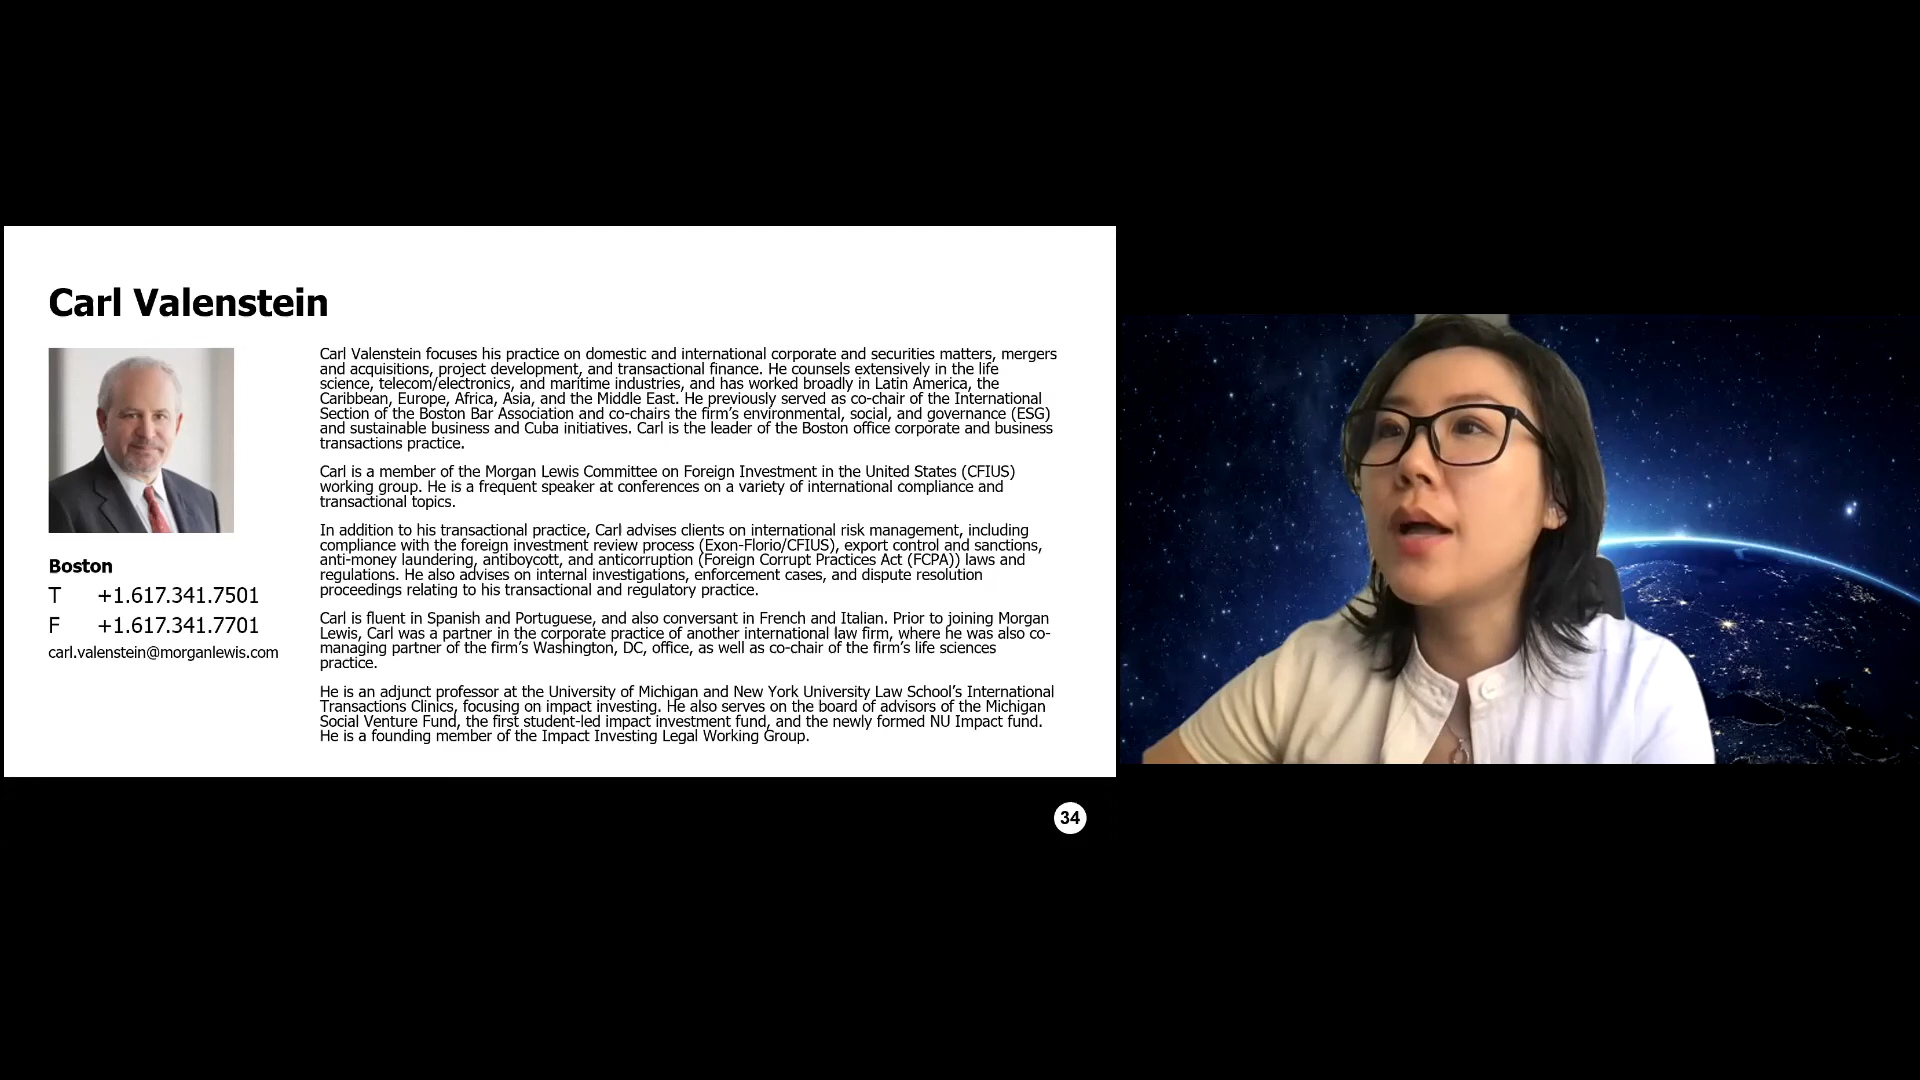 Carl Valenstein
Carl Valenstein focuses his practice on domestic and international corporate and securities matters, mergers
and acquisitions, project development, and transactional finance. He counsels extensively in the life
science, telecom/electronics, and maritime industries, and has worked broadly in Latin America, the
Caribbean, Europe, Africa, Asia, and the Middle East. He previously served as co-chair of the International
Section of the Boston Bar Association and co-chairs the firm’s environmental, social, and governance (ESG)
and sustainable business and Cuba initiatives. Carl is the leader of the Boston office corporate and business
transactions practice.
Carl is a member of the Morgan Lewis Committee on Foreign Investment in the United States (CFIUS)
working group. He is a frequent speaker at conferences on a variety of international compliance and
transactional topics.
In addition to his transactional practice, Carl advises clients on international risk management, including
compliance with the foreign investment review process (Exon-Florio/CFIUS), export control and sanctions,
anti-money laundering, antiboycott, and anticorruption (Foreign Corrupt Practices Act (FCPA)) laws and
regulations. He also advises on internal investigations, enforcement cases, and dispute resolution
proceedings relating to his transactional and regulatory practice.
Carl is fluent in Spanish and Portuguese, and also conversant in French and Italian. Prior to joining Morgan
Lewis, Carl was a partner in the corporate practice of another international law firm, where he was also co-
managing partner of the firm’s Washington, DC, office, as well as co-chair of the firm’s life sciences
practice.
He is an adjunct professor at the University of Michigan and New York University Law School’s International
Transactions Clinics, focusing on impact investing. He also serves on the board of advisors of the Michigan
Social Venture Fund, the first student-led impact investment fund, and the newly formed NU Impact fund.
He is a founding member of the Impact Investing Legal Working Group.
Boston
T +1.617.341.7501
F +1.617.341.7701
carl.valenstein@morganlewis.com
34